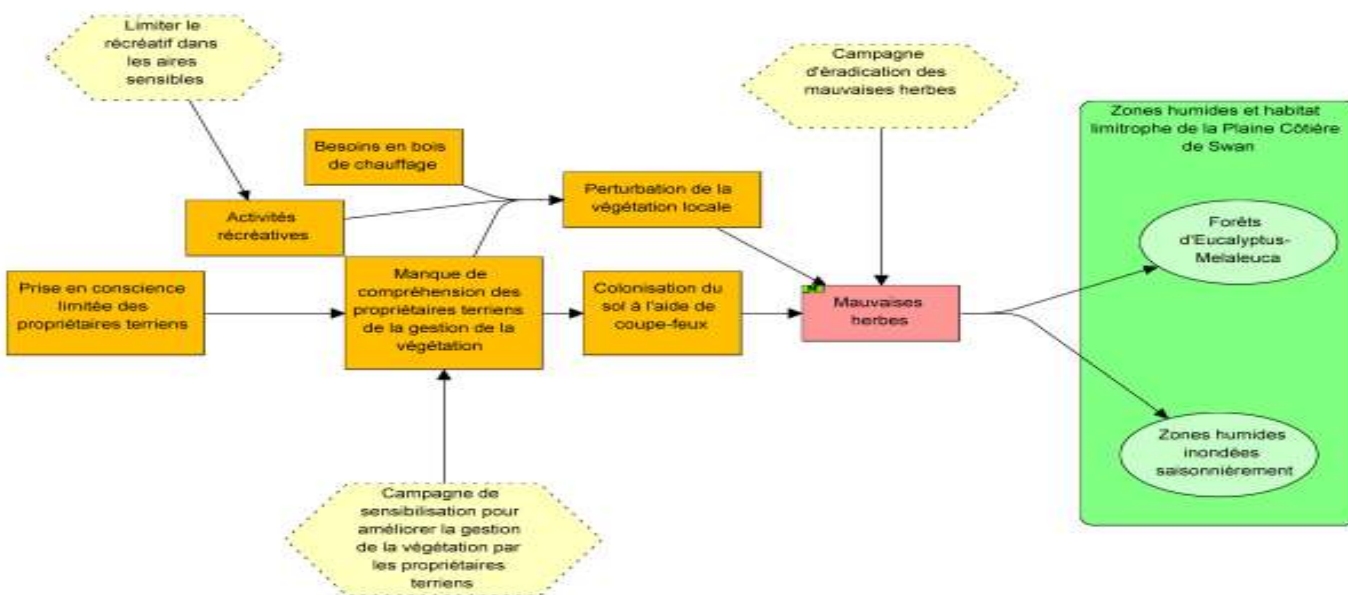 Limiter le
récréatif dans
les aires
sensibles
Campagne
d'éradication des
mauvaises herbes
Zones humides et habitat
limitrophe de la Plaine Côtière
de Swan
Besoins en bois
de chauffage
Activités
récréatives
Perturbation de la
végétation locale
Forêts
d'Eucalyptus-
Melaleuca
Prise en conscience
limitée des
propriétaires terriens
Manque de
compréhension des
propriétaires terriens
de la gestion de la
végétation
Colonisation du
sol à l'aide de
coupe-feux
Mauvaises
herbes
Zones humides
inondées
saisonnièrement
Campagne de
sensibilisation pour
améliorer la gestion
de la végétation par
les propriétaires
terriens